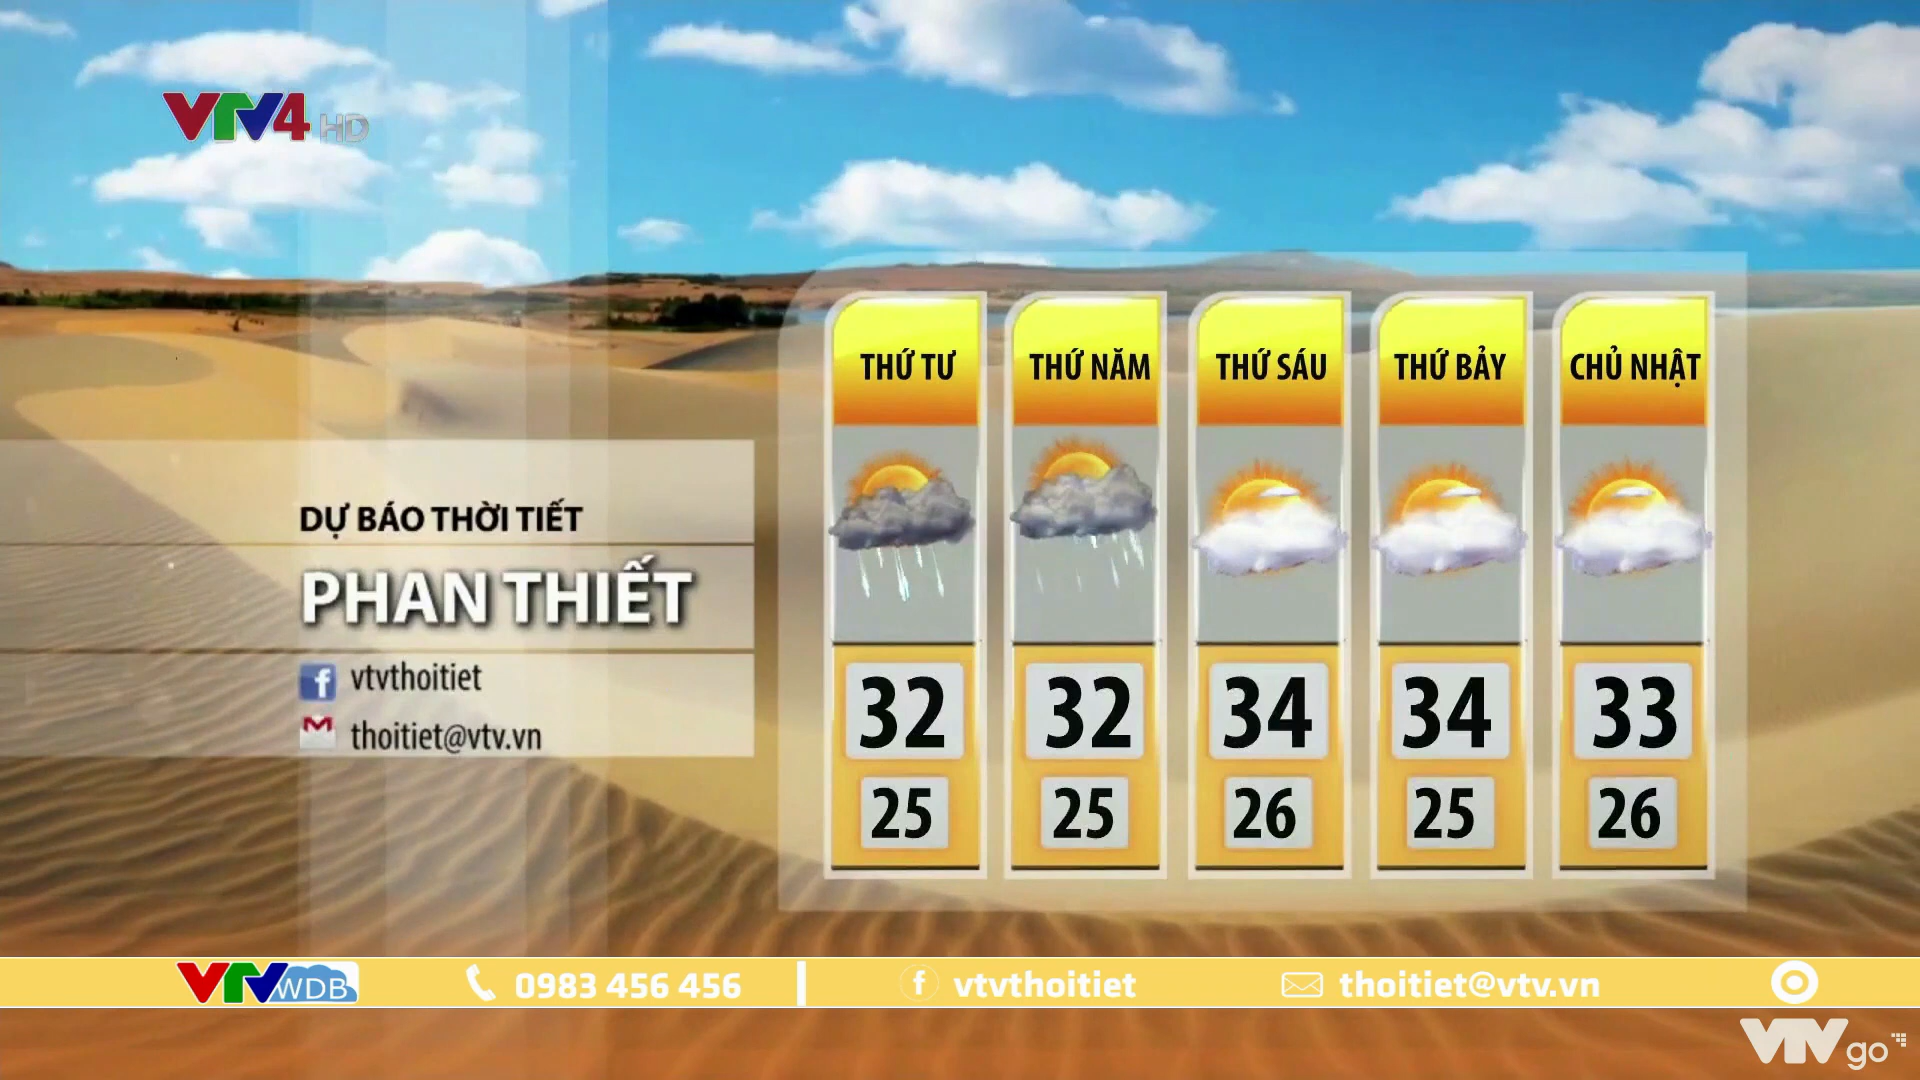 VTV4 HD
DỰ BÁO THỜI TIẾT
PHAN THIẾT
vtvthoitiet
thoitiet@vtv.vn
THỨ TƯ THỨ NĂM THỨ SÁU THỨ BẢY CHỦ NHẬT
32 32 34 34 33
25 25 26 25 26
VTV WDB 0983 456 456 vtvthoitiet thoitiet@vtv.vn
VTV go